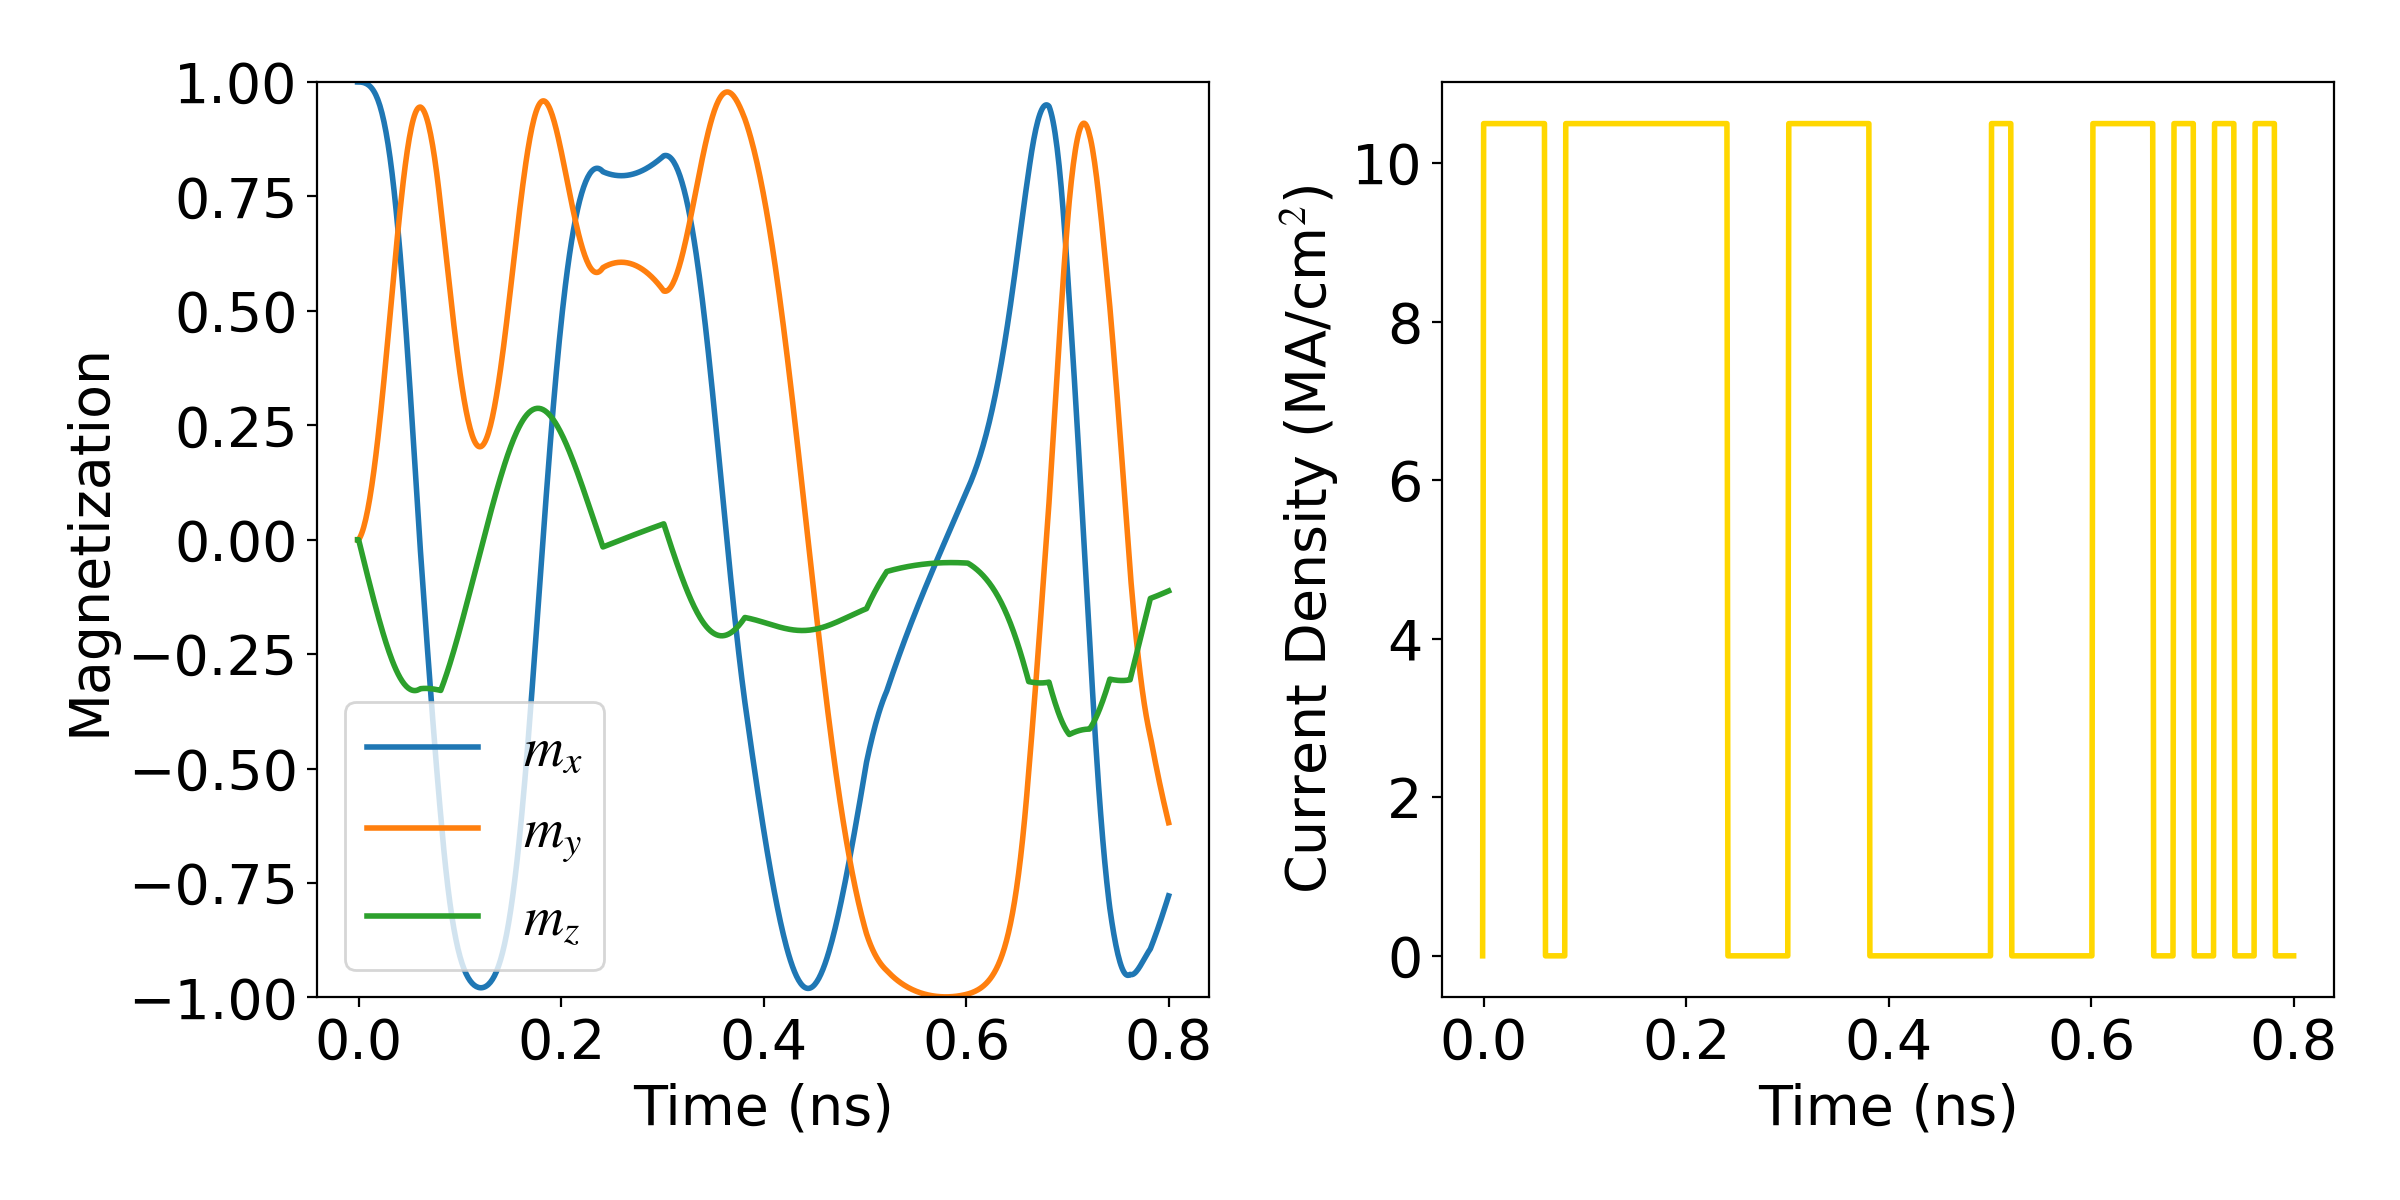 Magnetization
1.00
0.75
0.50
0.25
0.00
−0.25
−0.50
−0.75
−1.00
m_x
m_y
m_z
0.0 0.2 0.4 0.6 0.8
Time (ns)
Current Density (MA/cm²)
10
8
6
4
2
0
0.0 0.2 0.4 0.6 0.8
Time (ns)